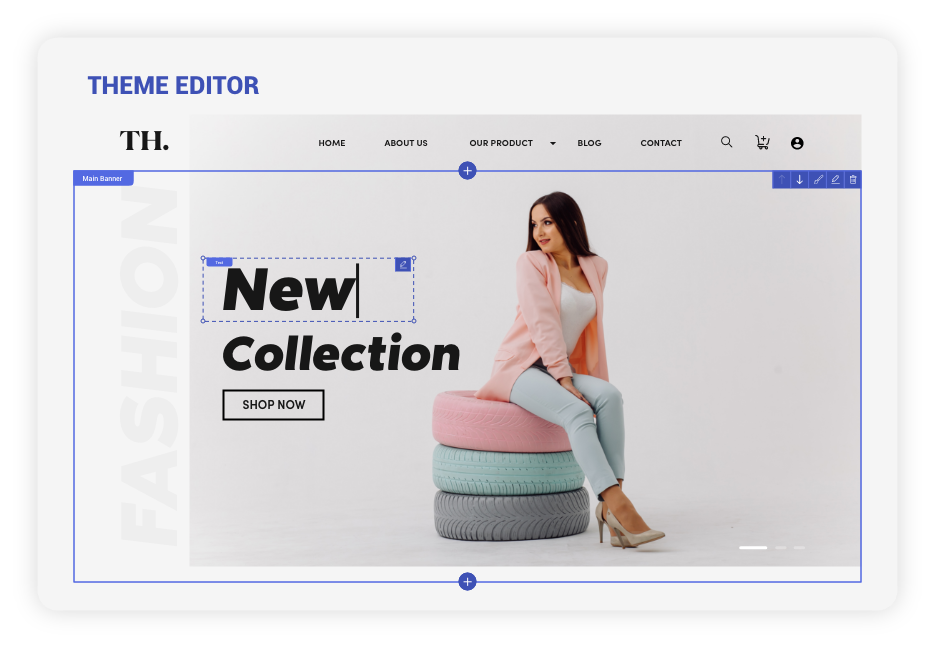 THEME EDITOR
TH.
HOME ABOUT US OUR PRODUCT BLOG CONTACT
Main Banner
FASHION
Text
New
Collection
SHOP NOW